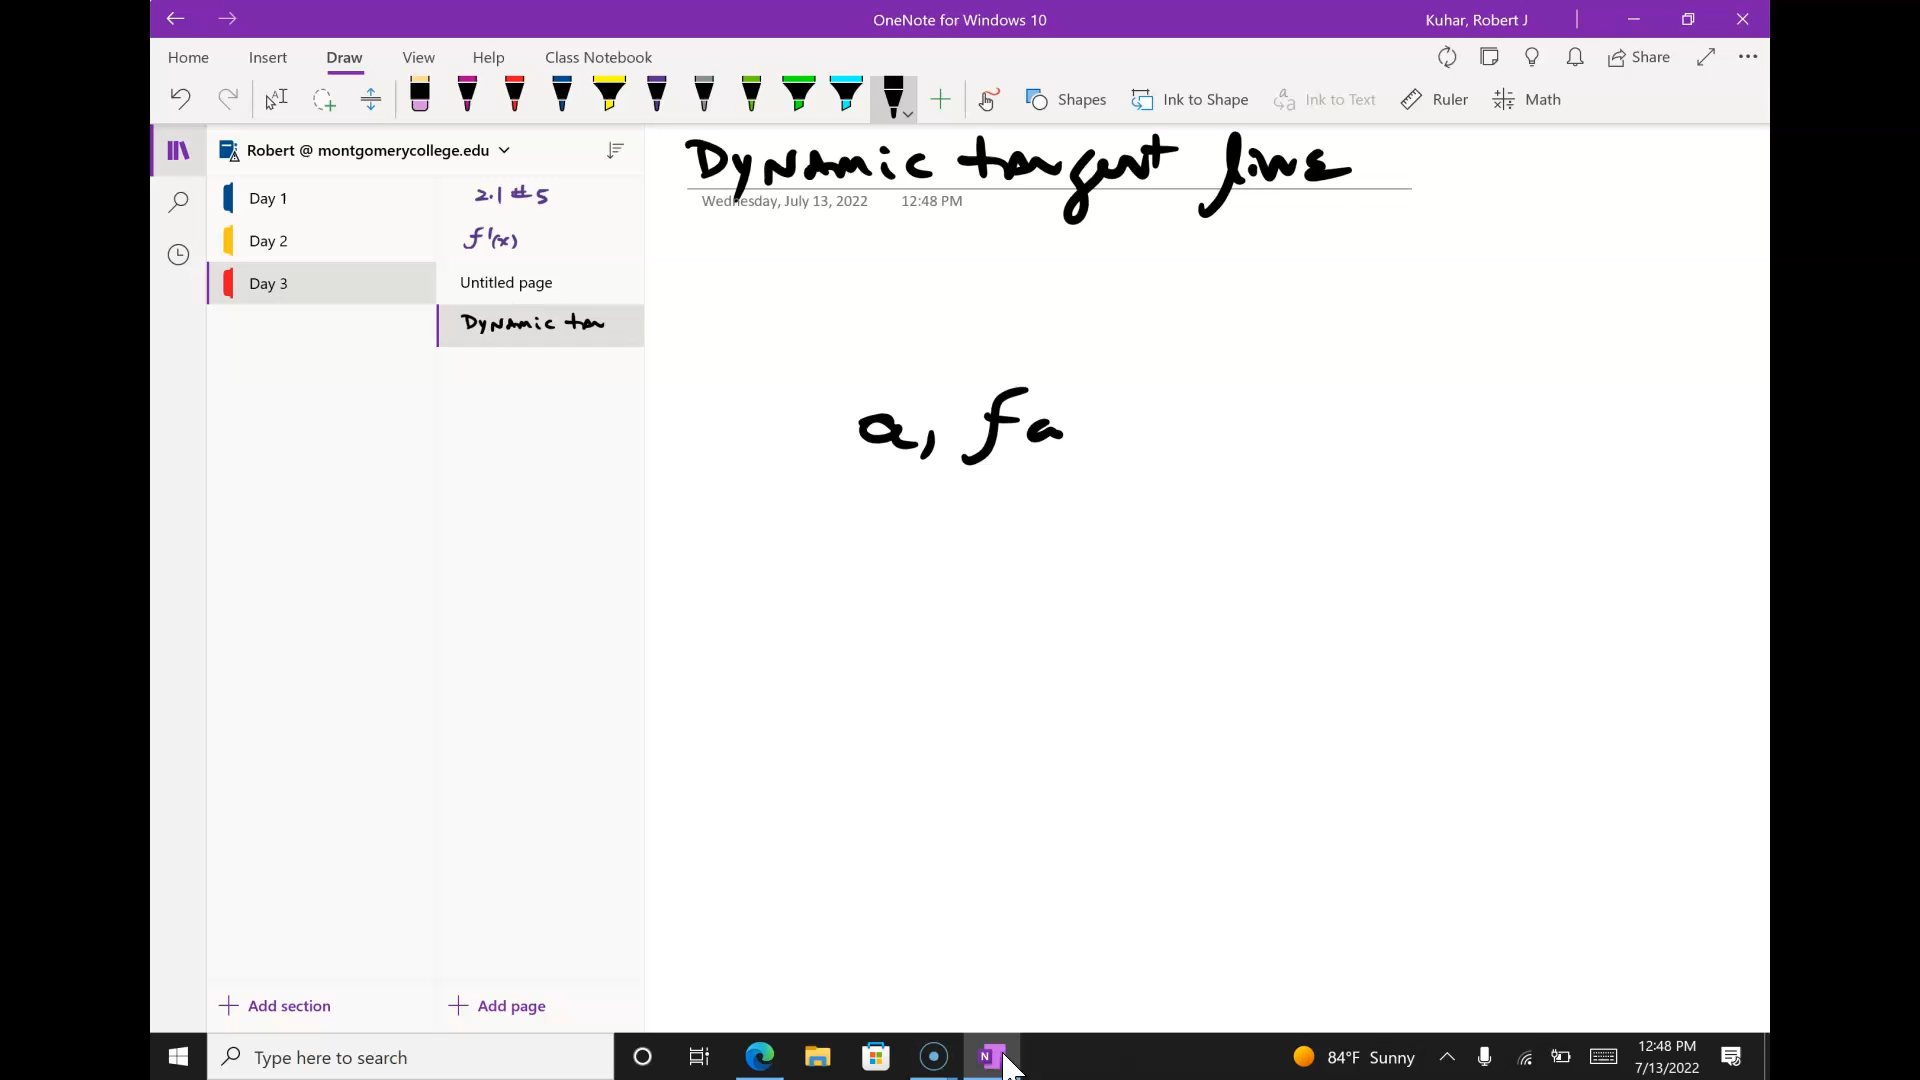 OneNote for Windows 10
Kuhar, Robert J
Home Insert Draw View Help Class Notebook
Share
Shapes Ink to Shape Ink to Text Ruler Math
Robert @ montgomerycollege.edu
Day 1
Day 2
Day 3
2.1 #5
f'(x)
Untitled page
Dynamic tan
Dynamic tangent line
Wednesday, July 13, 2022 12:48 PM
a, fa
Add section
Add page
Type here to search
84°F Sunny
12:48 PM
7/13/2022